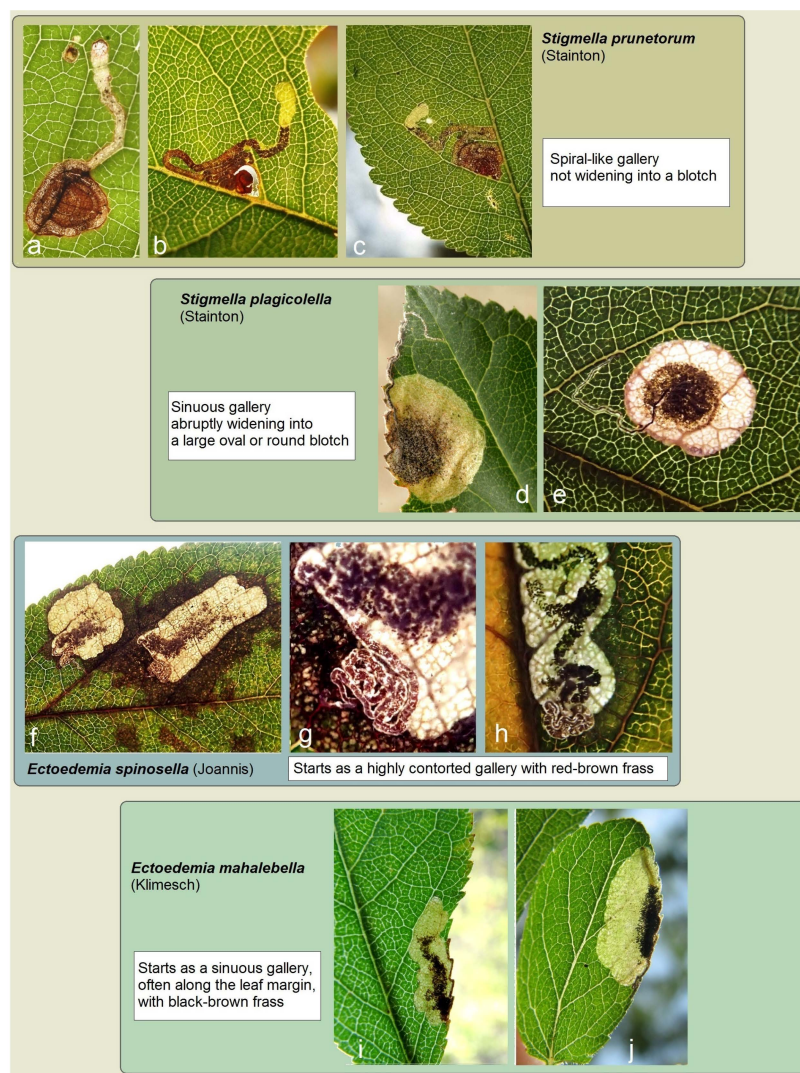 Stigmella prunetorum
(Stainton)
Spiral-like gallery
not widening into a blotch
a
b
c
Stigmella plagicolella
(Stainton)
Sinuous gallery
abruptly widening into
a large oval or round blotch
d
e
f
g
h
Ectoedemia spinosella (Joannis)
Starts as a highly contorted gallery with red-brown frass
Ectoedemia mahalebella
(Klimesch)
Starts as a sinuous gallery,
often along the leaf margin,
with black-brown frass
i
j